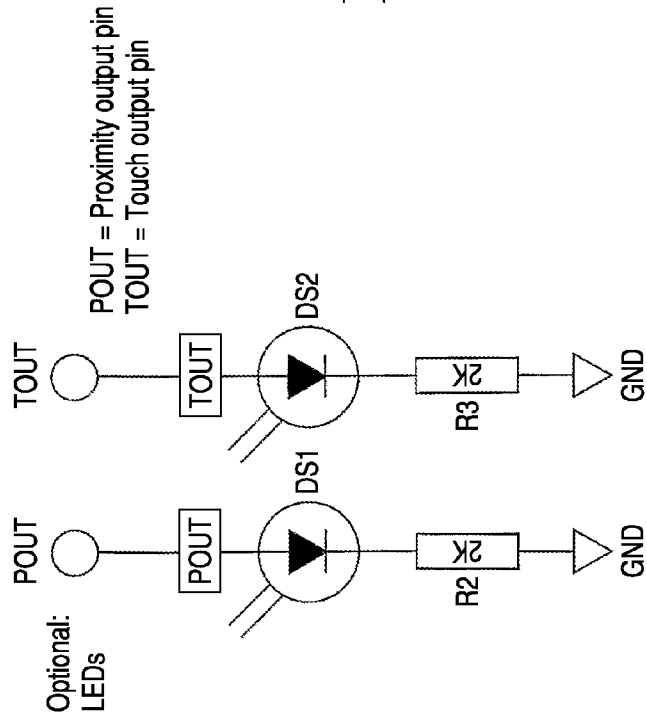 Optional:
LEDs
POUT
POUT
DS1
R2
2K
GND
TOUT
TOUT
DS2
R3
2K
GND
POUT = Proximity output pin
TOUT = Touch output pin